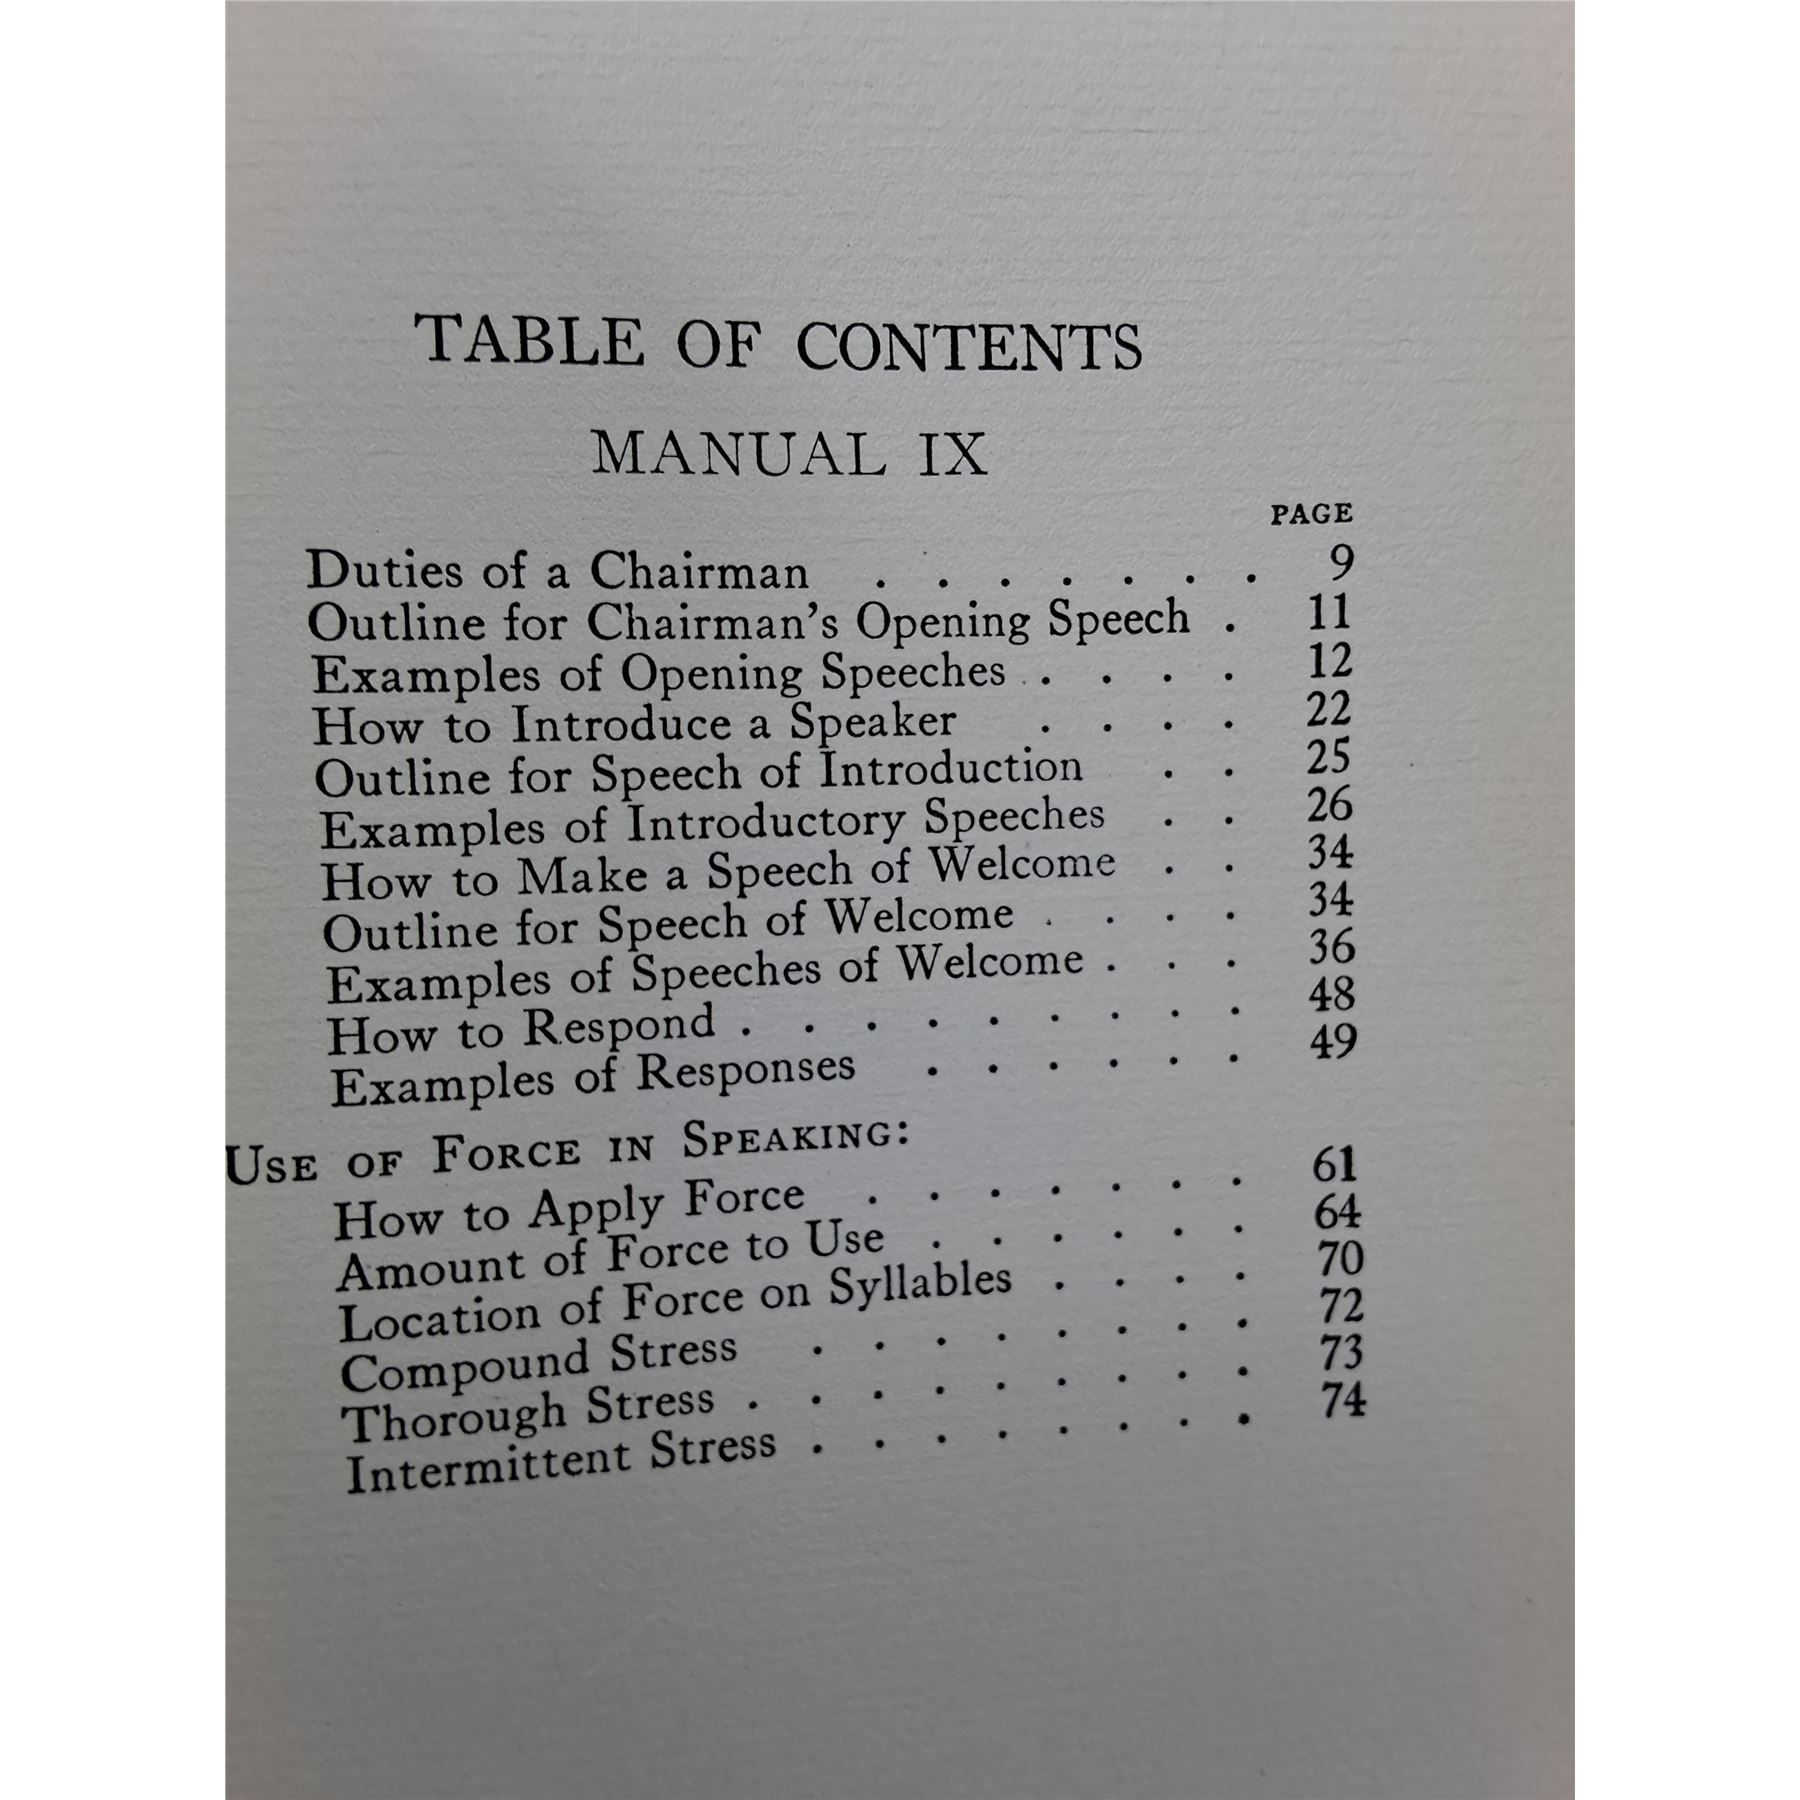 TABLE OF CONTENTS
MANUAL IX
PAGE
Duties of a Chairman . . . . . . . 9
Outline for Chairman's Opening Speech . 11
Examples of Opening Speeches . . . . 12
How to Introduce a Speaker . . . . 22
Outline for Speech of Introduction . . 25
Examples of Introductory Speeches . . 26
How to Make a Speech of Welcome . . 34
Outline for Speech of Welcome . . . . 34
Examples of Speeches of Welcome . . . 36
How to Respond . . . . . . . . . 48
Examples of Responses . . . . . . 49
USE OF FORCE IN SPEAKING:
How to Apply Force . . . . . . . 61
Amount of Force to Use . . . . . . 64
Location of Force on Syllables . . . . 70
Compound Stress . . . . . . . . 72
Thorough Stress . . . . . . . . . 73
Intermittent Stress . . . . . . . . 74